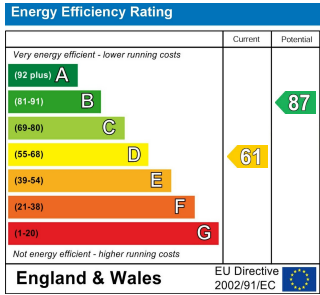 Energy Efficiency Rating
Current Potential
Very energy efficient - lower running costs
(92 plus) A
(81-91) B
87
(69-80) C
(55-68) D
61
(39-54) E
(21-38) F
(1-20) G
Not energy efficient - higher running costs
England & Wales
EU Directive
2002/91/EC